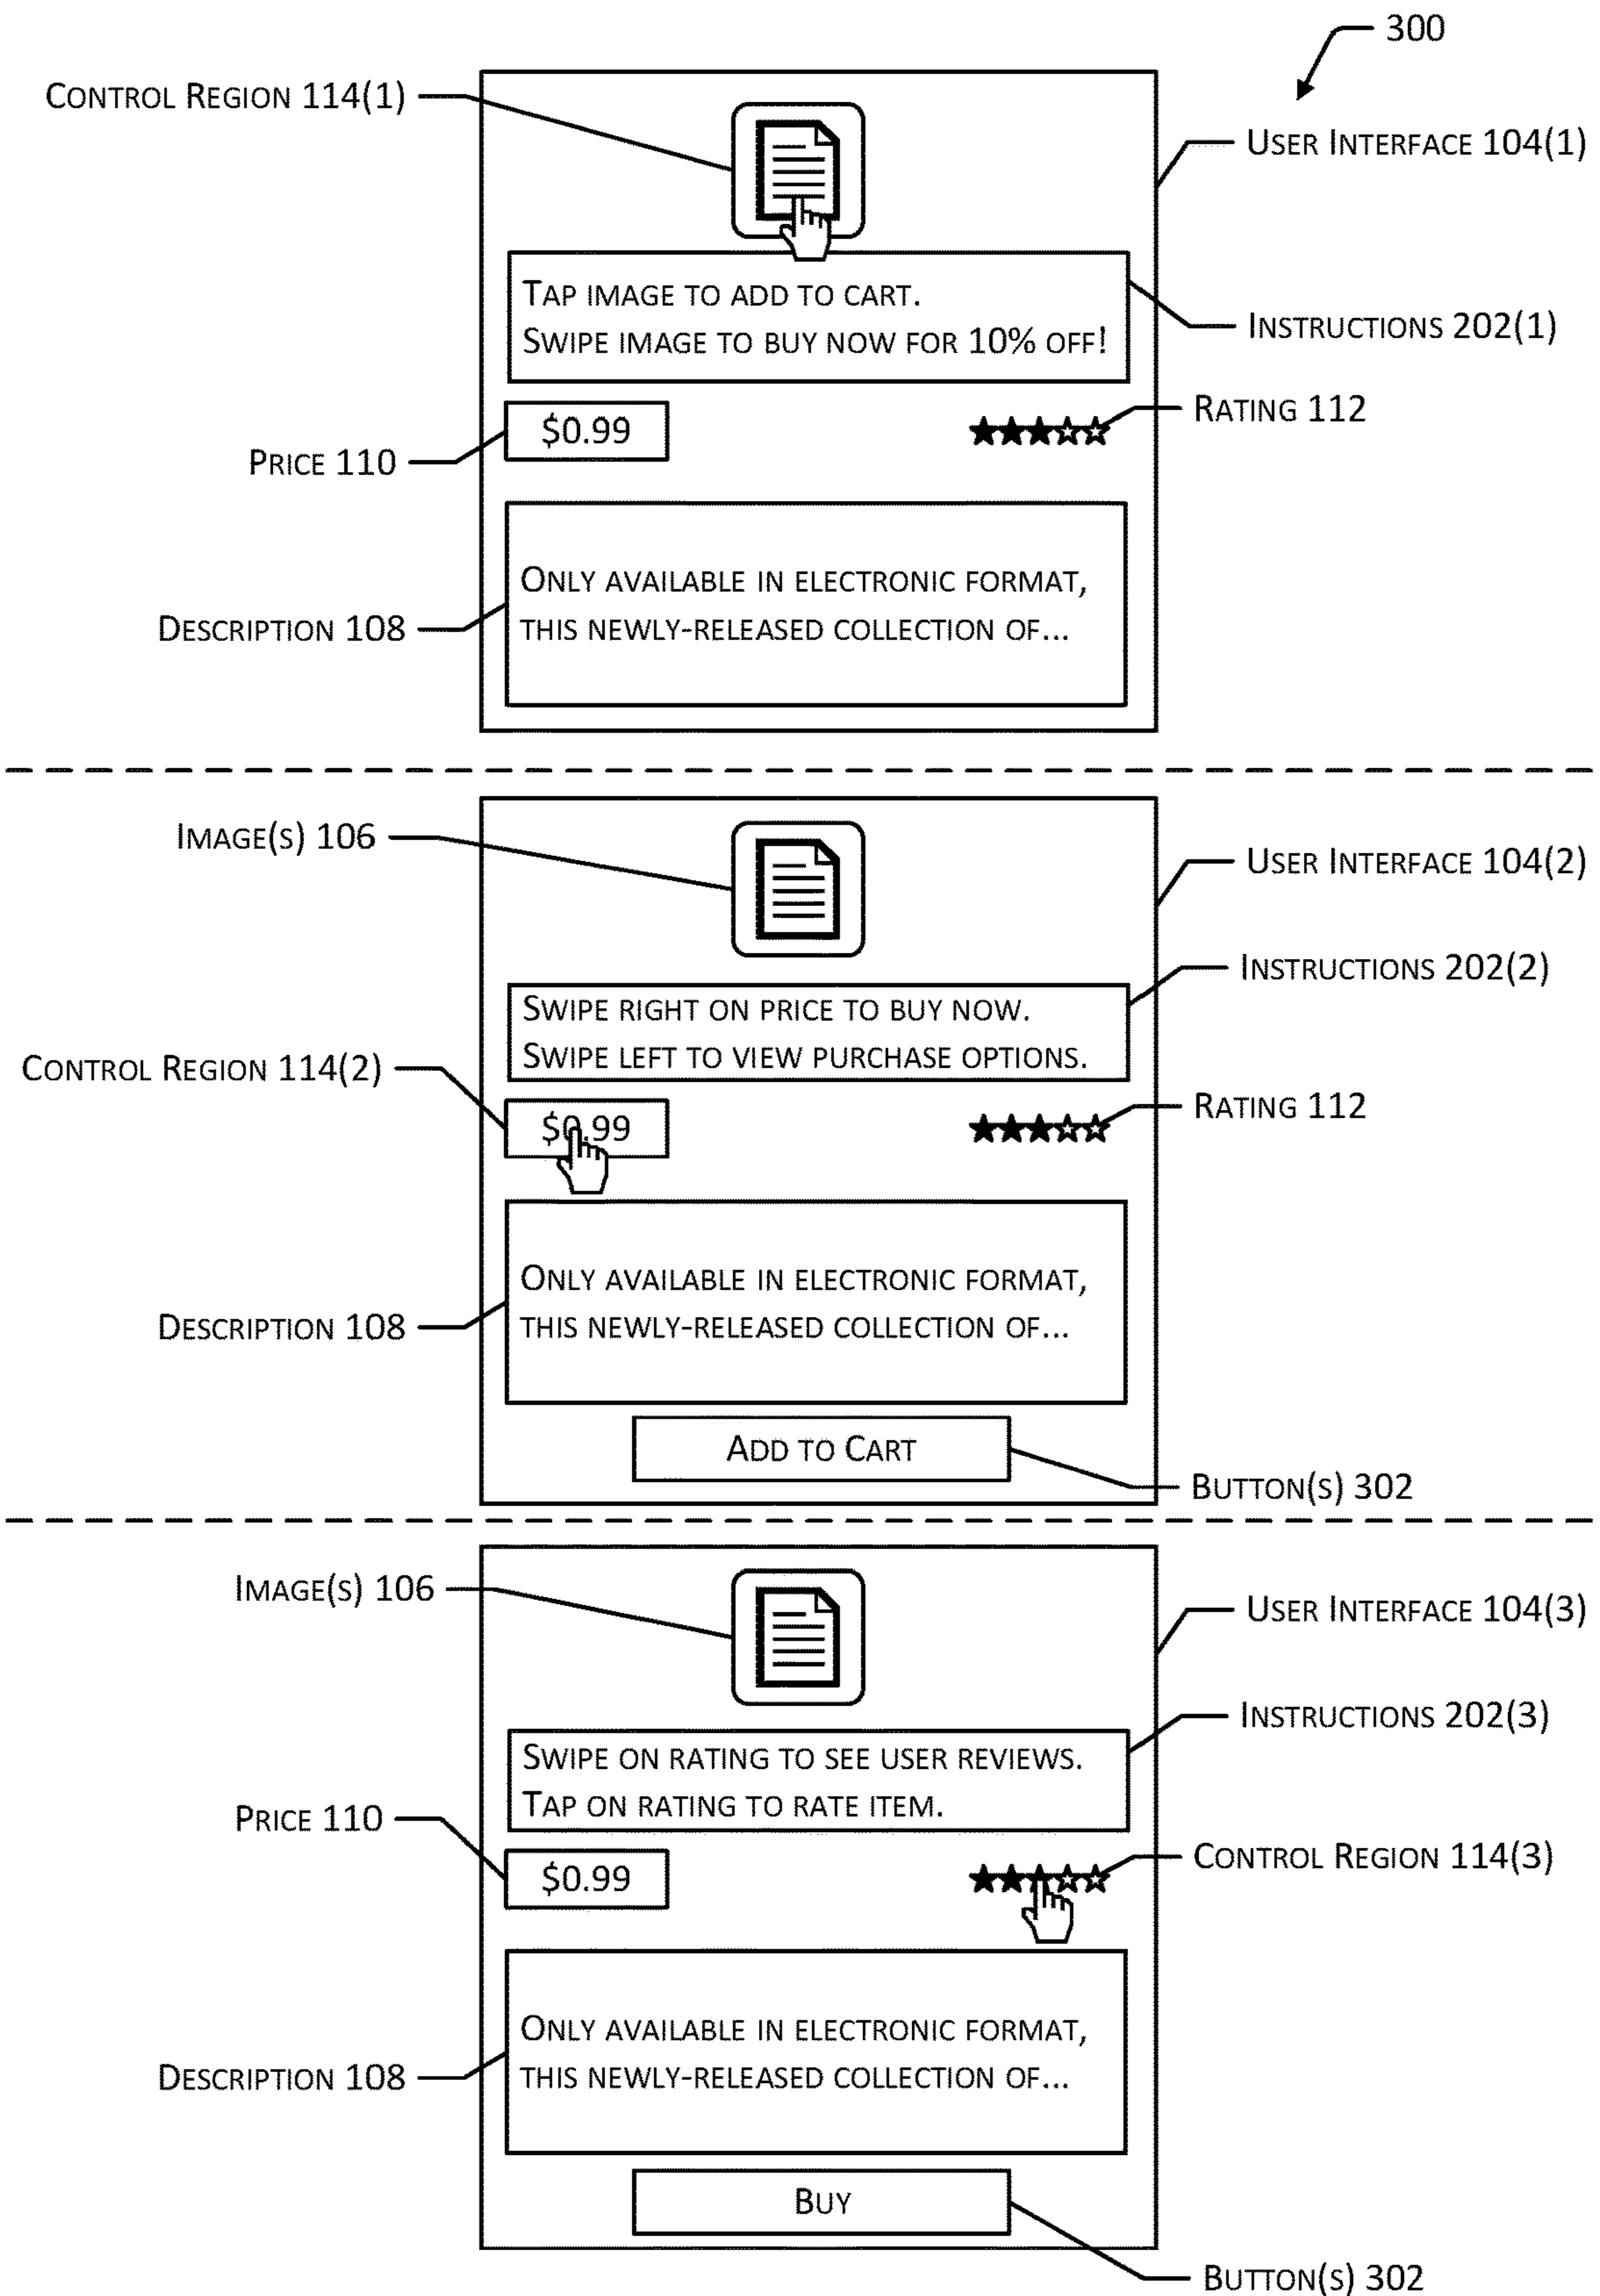 300
Control Region 114(1)
User Interface 104(1)
Tap image to add to cart.
Swipe image to buy now for 10% off!
Instructions 202(1)
$0.99
Rating 112
Price 110
Only available in electronic format,
this newly-released collection of...
Description 108
Image(s) 106
User Interface 104(2)
Instructions 202(2)
Swipe right on price to buy now.
Swipe left to view purchase options.
Control Region 114(2)
Rating 112
$0.99
Only available in electronic format,
this newly-released collection of...
Description 108
Add to Cart
Button(s) 302
Image(s) 106
User Interface 104(3)
Instructions 202(3)
Swipe on rating to see user reviews.
Tap on rating to rate item.
Price 110
Control Region 114(3)
$0.99
Only available in electronic format,
this newly-released collection of...
Description 108
Buy
Button(s) 302